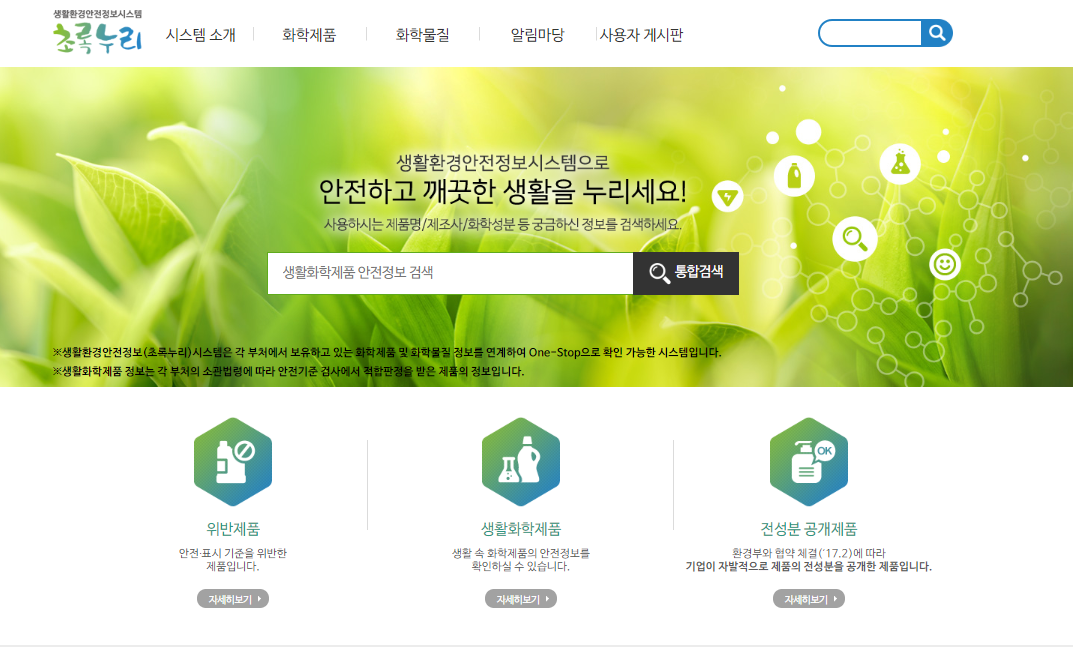 생활환경안전정보시스템
초록누리
시스템 소개
화학제품
화학물질
알림마당
사용자 게시판
생활환경안전정보시스템으로
안전하고 깨끗한 생활을 누리세요!
사용하시는 제품명/제조사/화학성분 등 궁금하신 정보를 검색하세요.
생활화학제품 안전정보 검색
통합검색
※생활환경안전정보(초록누리)시스템은 각 부처에서 보유하고 있는 화학제품 및 화학물질 정보를 연계하여 One-Stop으로 확인 가능한 시스템입니다.
※생활화학제품 정보는 각 부처의 소관법령에 따라 안전기준 검사에서 적합판정을 받은 제품의 정보입니다.
위반제품
안전·표시 기준을 위반한
제품입니다.
자세히보기
생활화학제품
생활 속 화학제품의 안전정보를
확인하실 수 있습니다.
자세히보기
OK
전성분 공개제품
환경부와 협약 체결('17.2)에 따라
기업이 자발적으로 제품의 전성분을 공개한 제품입니다.
자세히보기